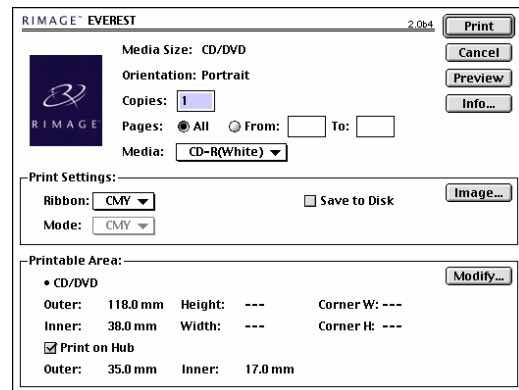 RIMAGE™ EVEREST 2.0b4 Print
Media Size: CD/DVD Cancel
Orientation: Portrait Preview
Copies: 1 Info...
RIMAGE
Pages: All From: To:
Media: CD-R(White)
Print Settings:
Ribbon: CMY Save to Disk Image...
Mode: CMY
Printable Area:
• CD/DVD Modify...
Outer: 118.0 mm Height: --- Corner W: ---
Inner: 38.0 mm Width: --- Corner H: ---
Print on Hub
Outer: 35.0 mm Inner: 17.0 mm